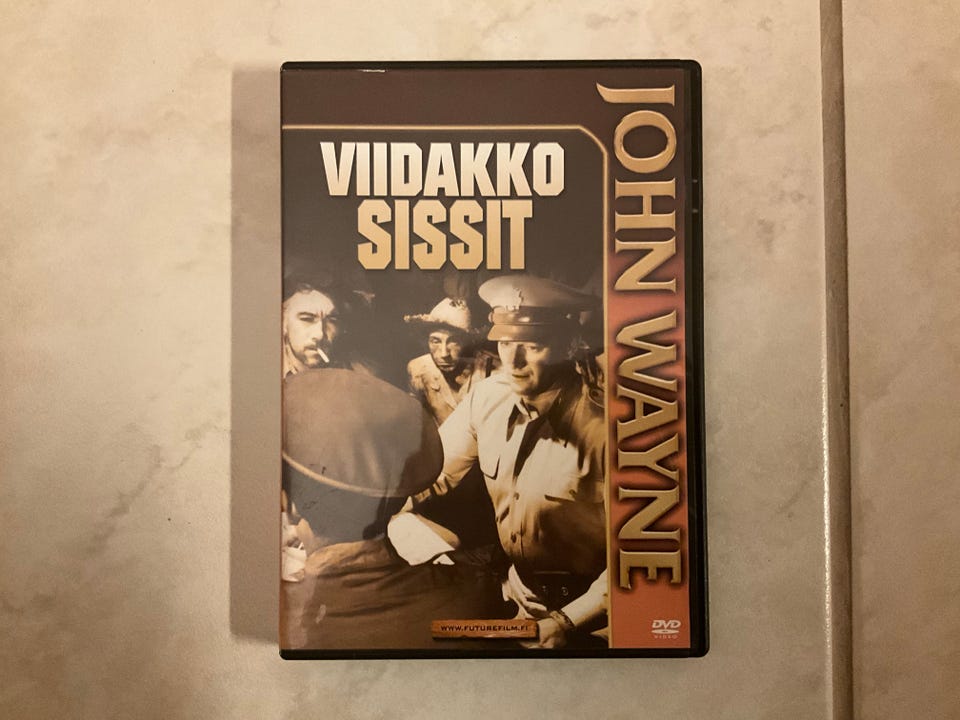 VIIDAKKO
SISSIT
JOHN WAYNE
WWW.FUTUREFILM.FI
DVD
VIDEO